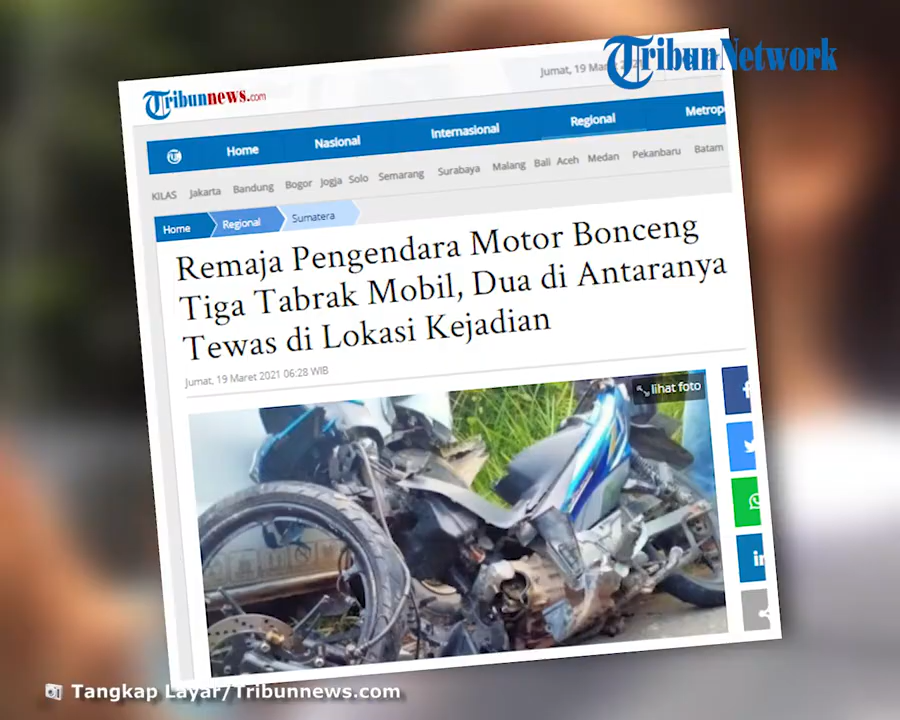 TribunNetwork
Tribunnews.com
Jumat, 19
Home Nasional Internasional Regional Metrop
KILAS Jakarta Bandung Bogor Jogja Solo Semarang Surabaya Malang Bali Aceh Medan Pekanbaru Batam
Home Regional Sumatera
Remaja Pengendara Motor Bonceng
Tiga Tabrak Mobil, Dua di Antaranya
Tewas di Lokasi Kejadian
Jumat, 19 Maret 2021 06:28 WIB
lihat foto
Tangkap Layar/Tribunnews.com